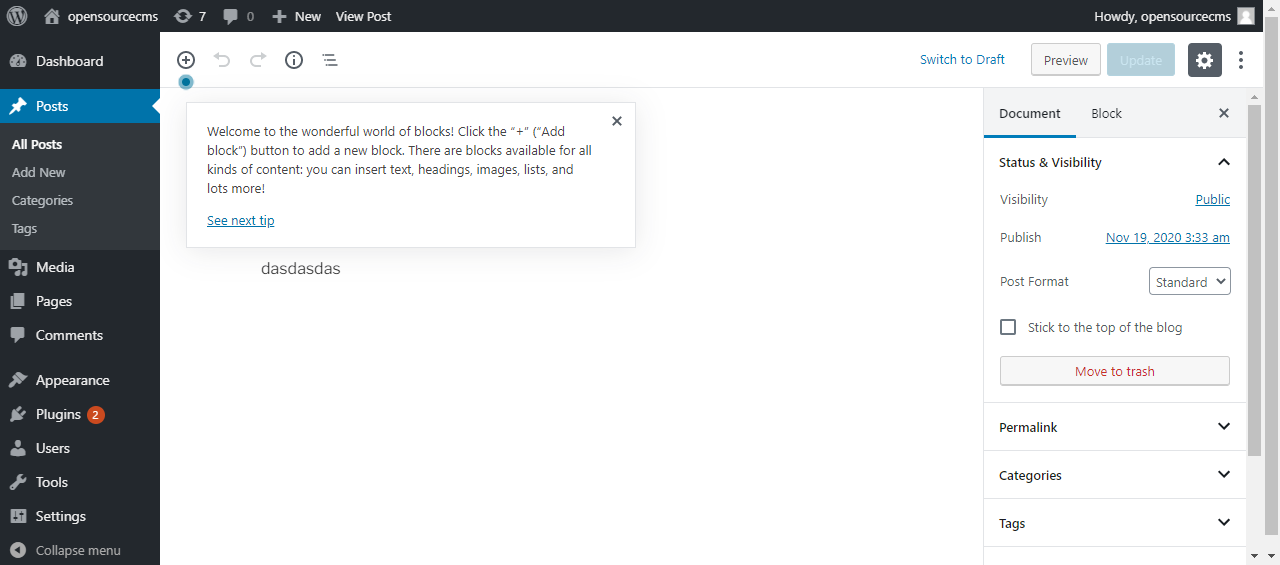 opensourcecms 7 0 New View Post Howdy, opensourcecms
Dashboard
Posts
All Posts
Add New
Categories
Tags
Media
Pages
Comments
Appearance
Plugins 2
Users
Tools
Settings
Collapse menu
Switch to Draft Preview Update
Welcome to the wonderful world of blocks! Click the “+” (“Add
block”) button to add a new block. There are blocks available for all
kinds of content: you can insert text, headings, images, lists, and
lots more!
See next tip
dasdasdas
Document Block
Status & Visibility
Visibility Public
Publish Nov 19, 2020 3:33 am
Post Format Standard
Stick to the top of the blog
Move to trash
Permalink
Categories
Tags